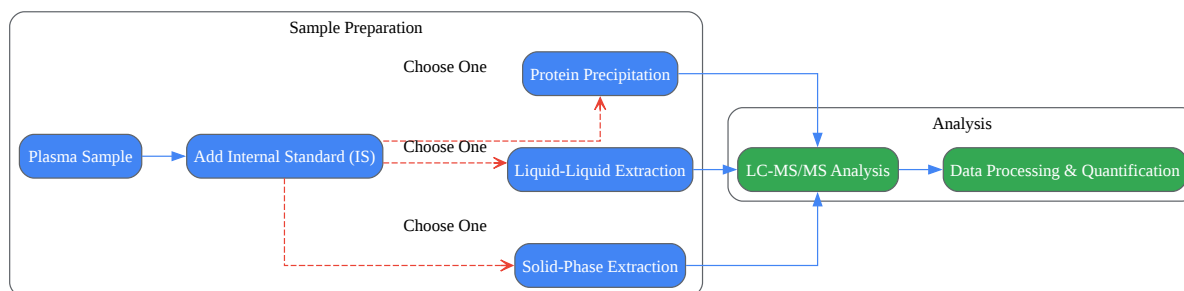 Sample Preparation
Choose One
Protein Precipitation
Analysis
Plasma Sample
Add Internal Standard (IS)
Choose One
Liquid-Liquid Extraction
LC-MS/MS Analysis
Data Processing & Quantification
Choose One
Solid-Phase Extraction